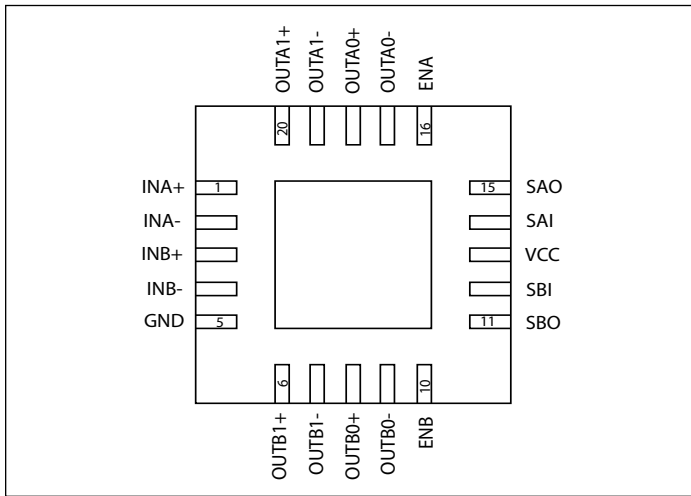 OUTA1+
OUTA1-
OUTA0+
OUTA0-
ENA
20
16
INA+
1
15
SAO
INA-
SAI
INB+
VCC
INB-
SBI
GND
5
11
SBO
6
10
OUTB1+
OUTB1-
OUTB0+
OUTB0-
ENB